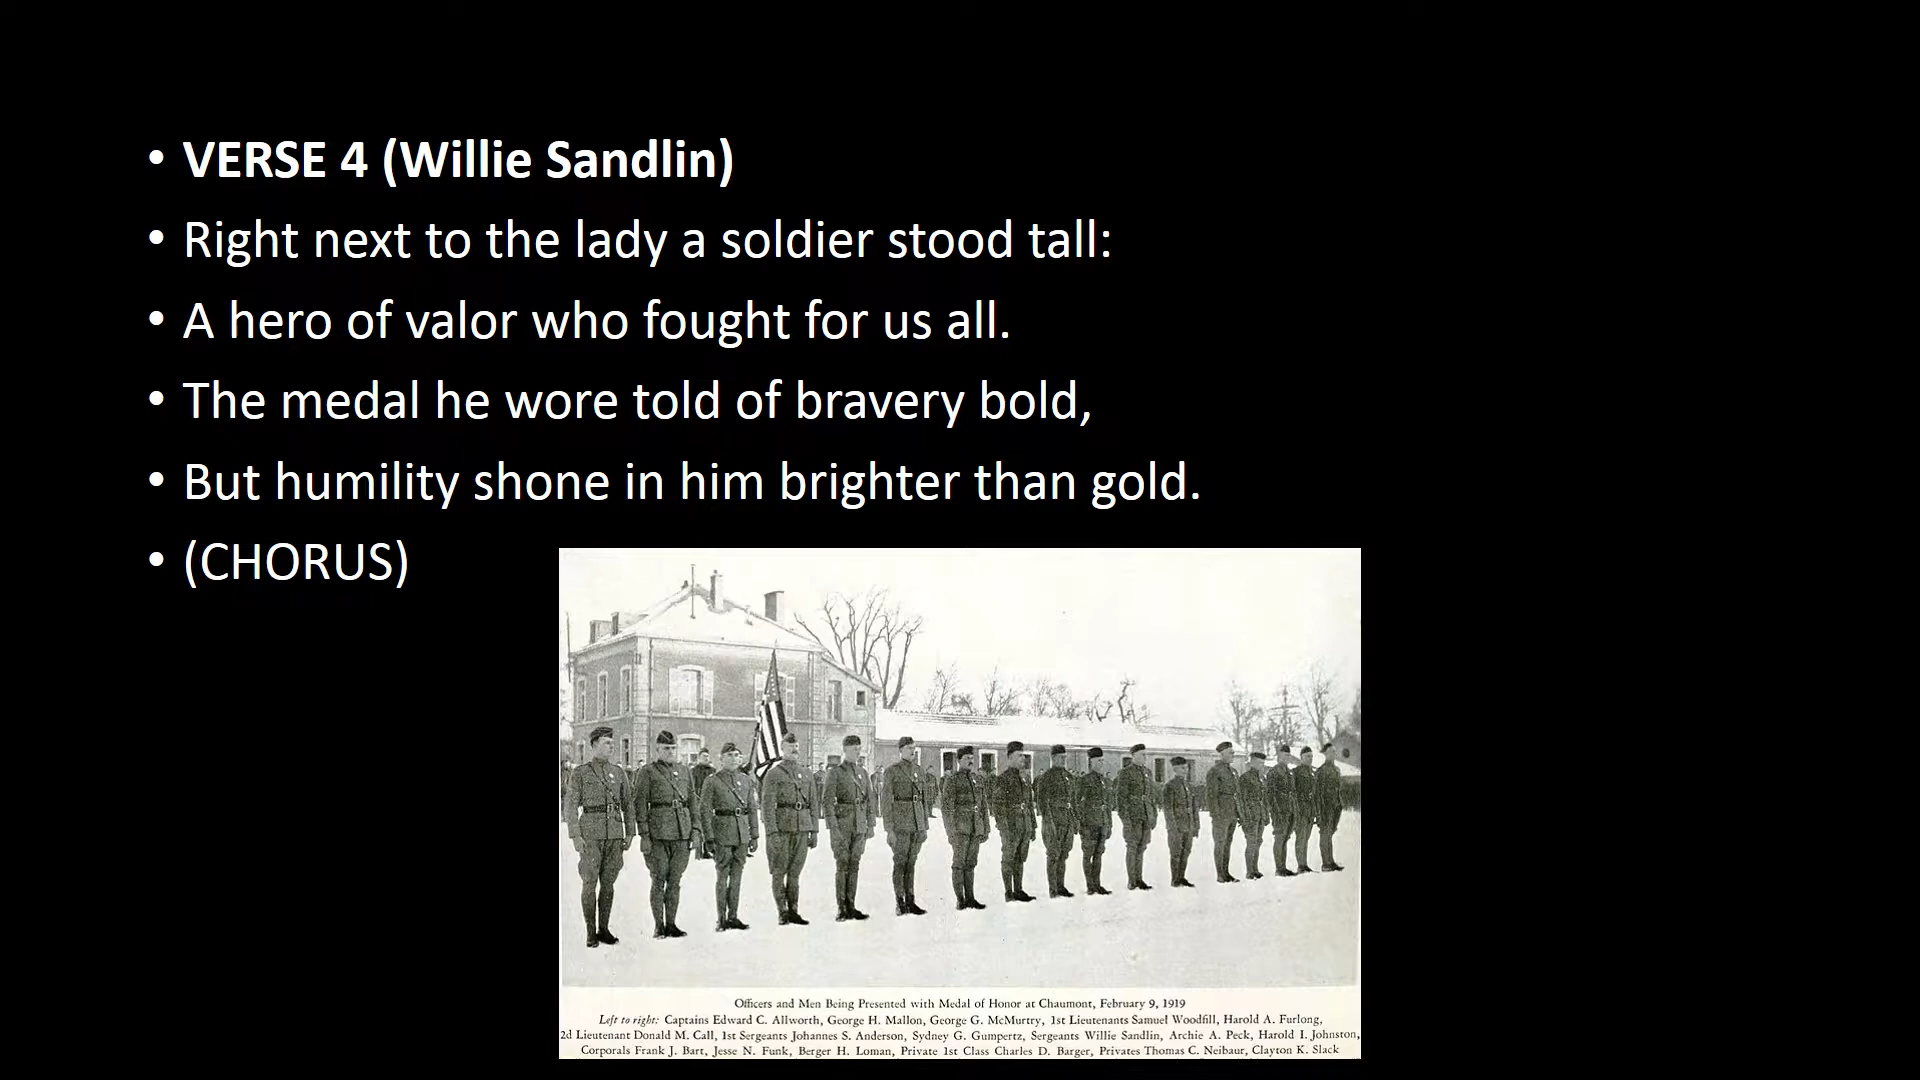 • VERSE 4 (Willie Sandlin)
• Right next to the lady a soldier stood tall:
• A hero of valor who fought for us all.
• The medal he wore told of bravery bold,
• But humility shone in him brighter than gold.
• (CHORUS)
Officers and Men Being Presented with Medal of Honor at Chaumont, February 9, 1919
Left to right: Captains Edward C. Allworth, George H. Mallon, George G. McMurtry, 1st Lieutenants Samuel Woodfill, Harold A. Furlong,
2d Lieutenant Donald M. Call, 1st Sergeants Johannes S. Anderson, Sydney G. Gumpertz, Sergeants Willie Sandlin, Archie A. Peck, Harold I. Johnston,
Corporals Frank J. Bart, Jesse N. Funk, Berger H. Loman, Private 1st Class Charles D. Barger, Privates Thomas C. Neibaur, Clayton K. Slack